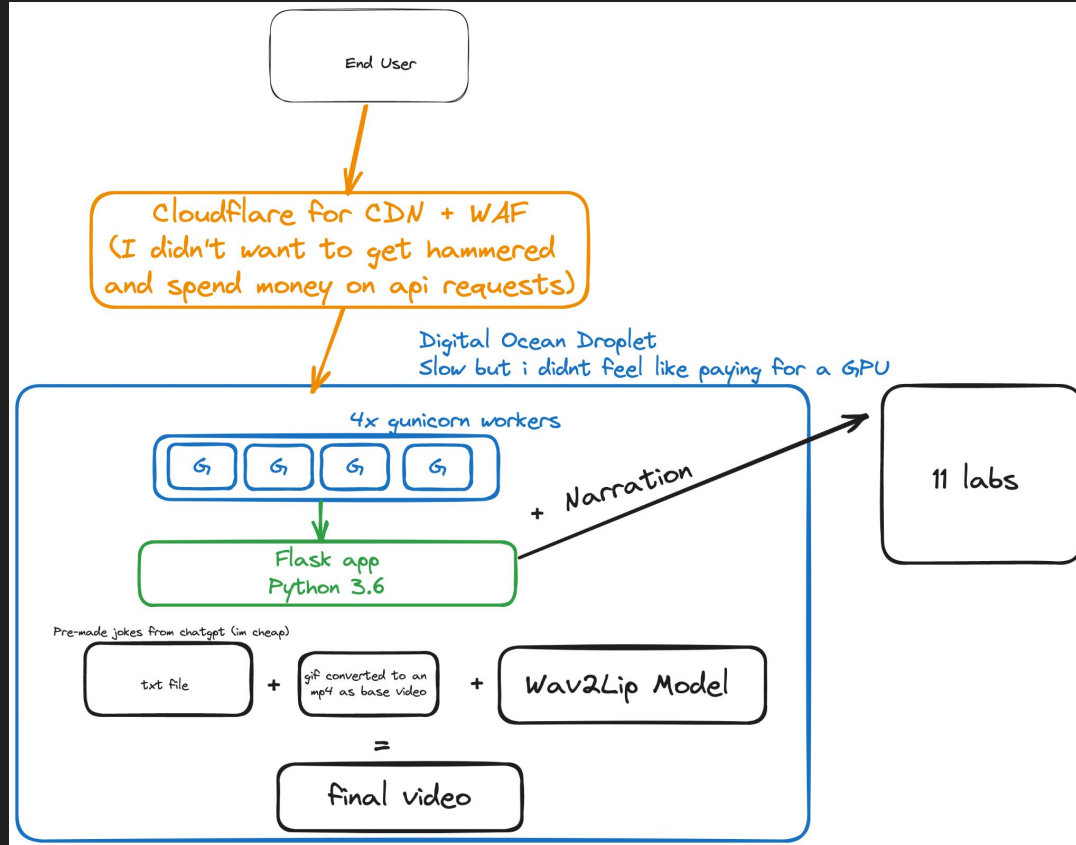 End User
Cloudflare for CDN + WAF
(I didn't want to get hammered
and spend money on api requests)
Digital Ocean Droplet
Slow but i didnt feel like paying for a GPU
4x gunicorn workers
G G G G
+ Narration
11 labs
Flask app
Python 3.6
Pre-made jokes from chatgpt (im cheap)
txt file
+
gif converted to an
mp4 as base video
+
Wav2Lip Model
=
final video